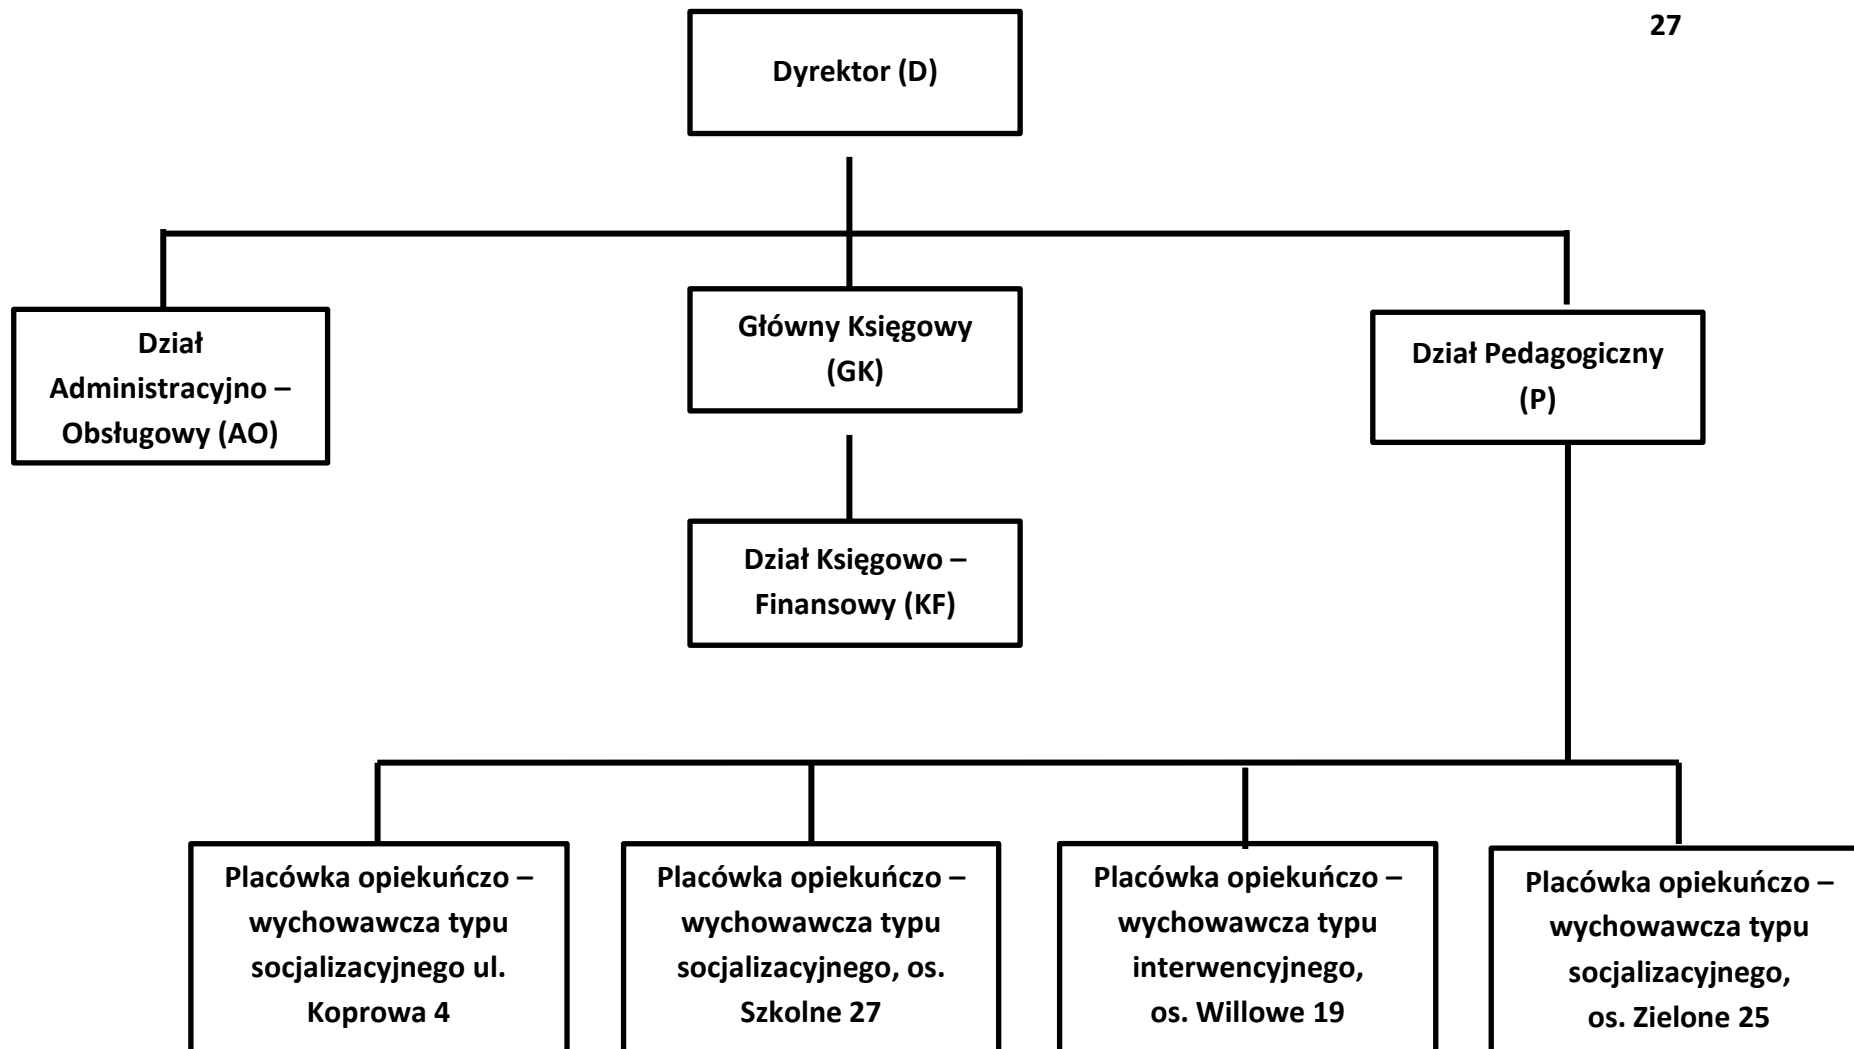 27
Dyrektor (D)
Dział
Administracyjno –
Obsługowy (AO)
Główny Księgowy
(GK)
Dział Pedagogiczny
(P)
Dział Księgowo –
Finansowy (KF)
Placówka opiekuńczo –
wychowawcza typu
socjalizacyjnego ul.
Koprowa 4
Placówka opiekuńczo –
wychowawcza typu
socjalizacyjnego, os.
Szkolne 27
Placówka opiekuńczo –
wychowawcza typu
interwencyjnego,
os. Willowe 19
Placówka opiekuńczo –
wychowawcza typu
socjalizacyjnego,
os. Zielone 25